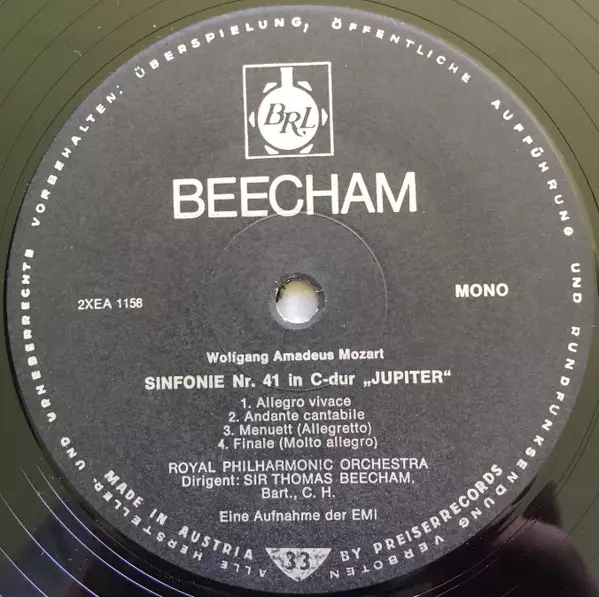 ALLE HERSTELLER- UND URHEBERRECHTE VORBEHALTEN: ÜBERSPIELUNG, ÖFFENTLICHE AUFFÜHRUNG UND RUNDFUNKSENDUNG VERBOTEN
BRL
BEECHAM
2XEA 1158
MONO
Wolfgang Amadeus Mozart
SINFONIE Nr. 41 in C-dur „JUPITER“
1. Allegro vivace
2. Andante cantabile
3. Menuett (Allegretto)
4. Finale (Molto allegro)
ROYAL PHILHARMONIC ORCHESTRA
Dirigent: SIR THOMAS BEECHAM,
Bart., C. H.
Eine Aufnahme der EMI
MADE IN AUSTRIA
33
BY PREISERRECORDS